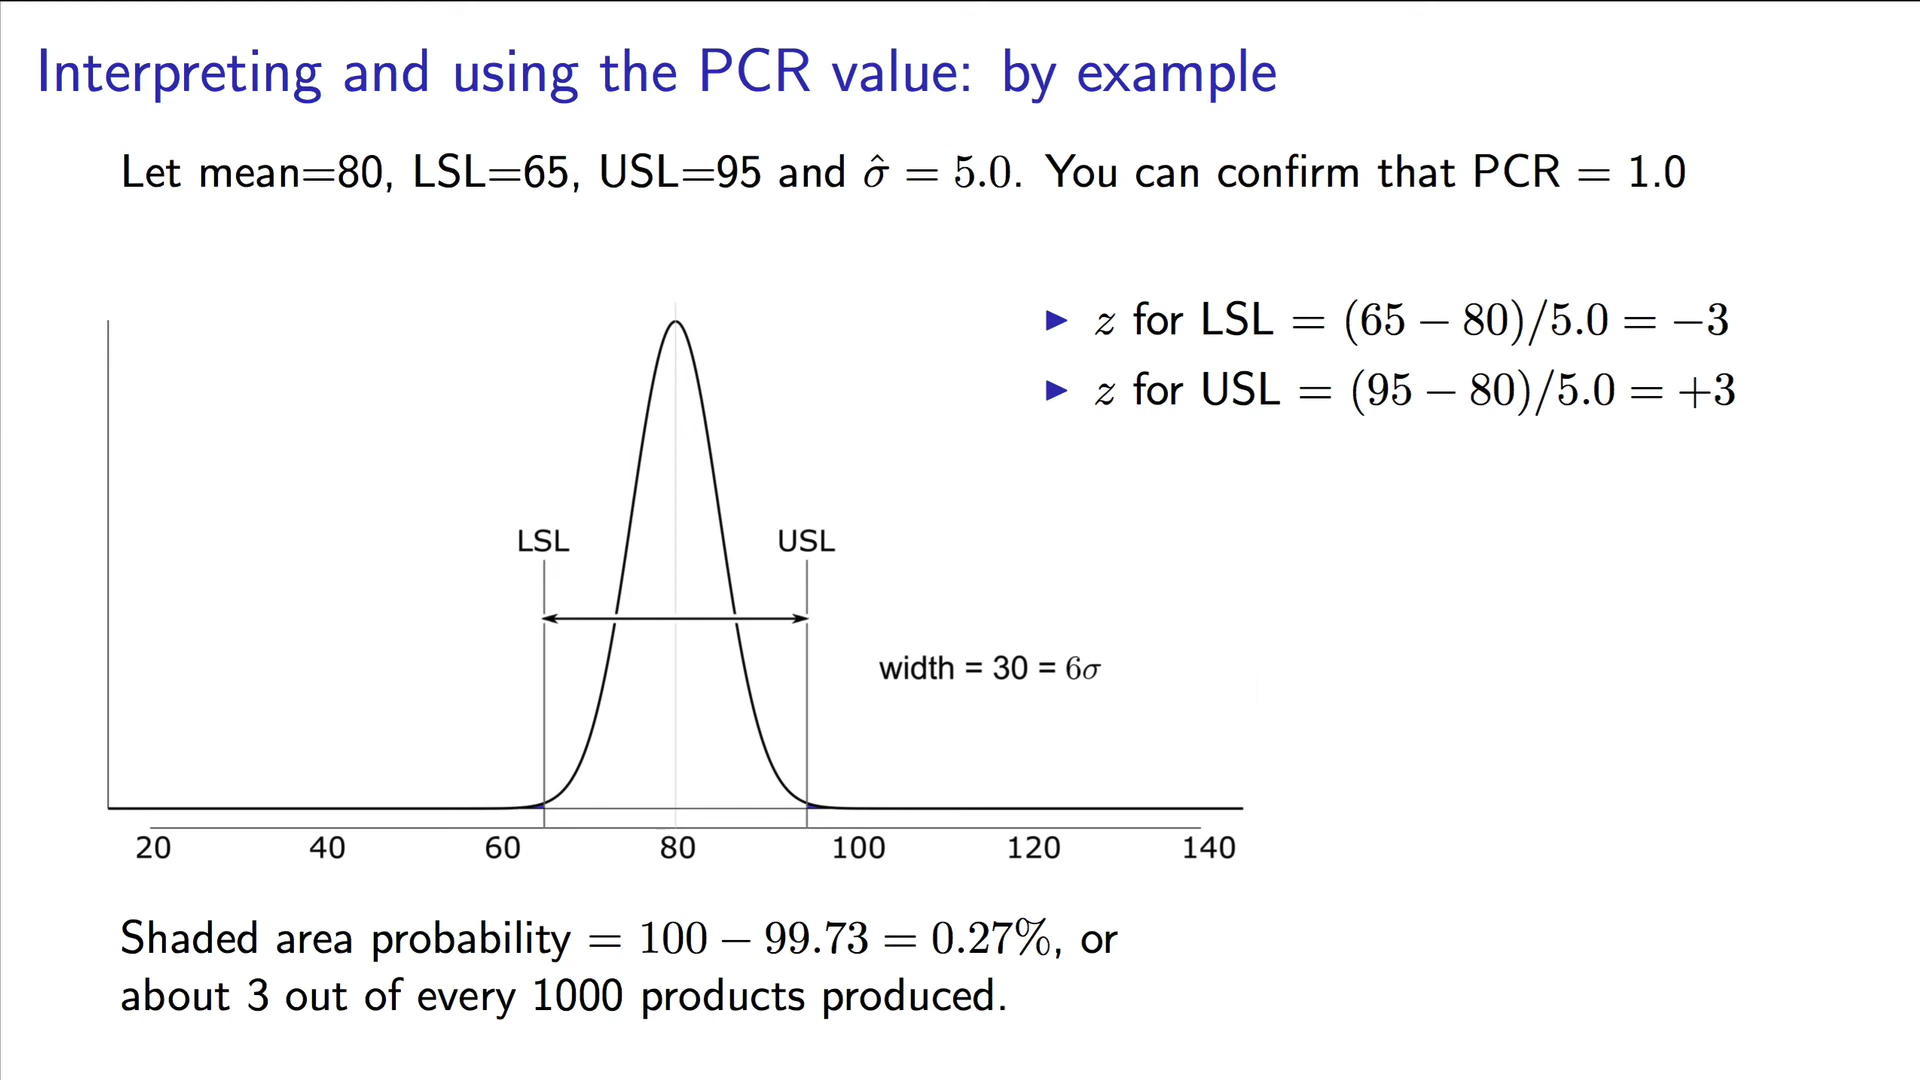 Interpreting and using the PCR value: by example
Let mean=80, LSL=65, USL=95 and σ̂ = 5.0. You can confirm that PCR = 1.0
▶ z for LSL = (65 − 80)/5.0 = −3
▶ z for USL = (95 − 80)/5.0 = +3
LSL USL
width = 30 = 6σ
20 40 60 80 100 120 140
Shaded area probability = 100 − 99.73 = 0.27%, or
about 3 out of every 1000 products produced.